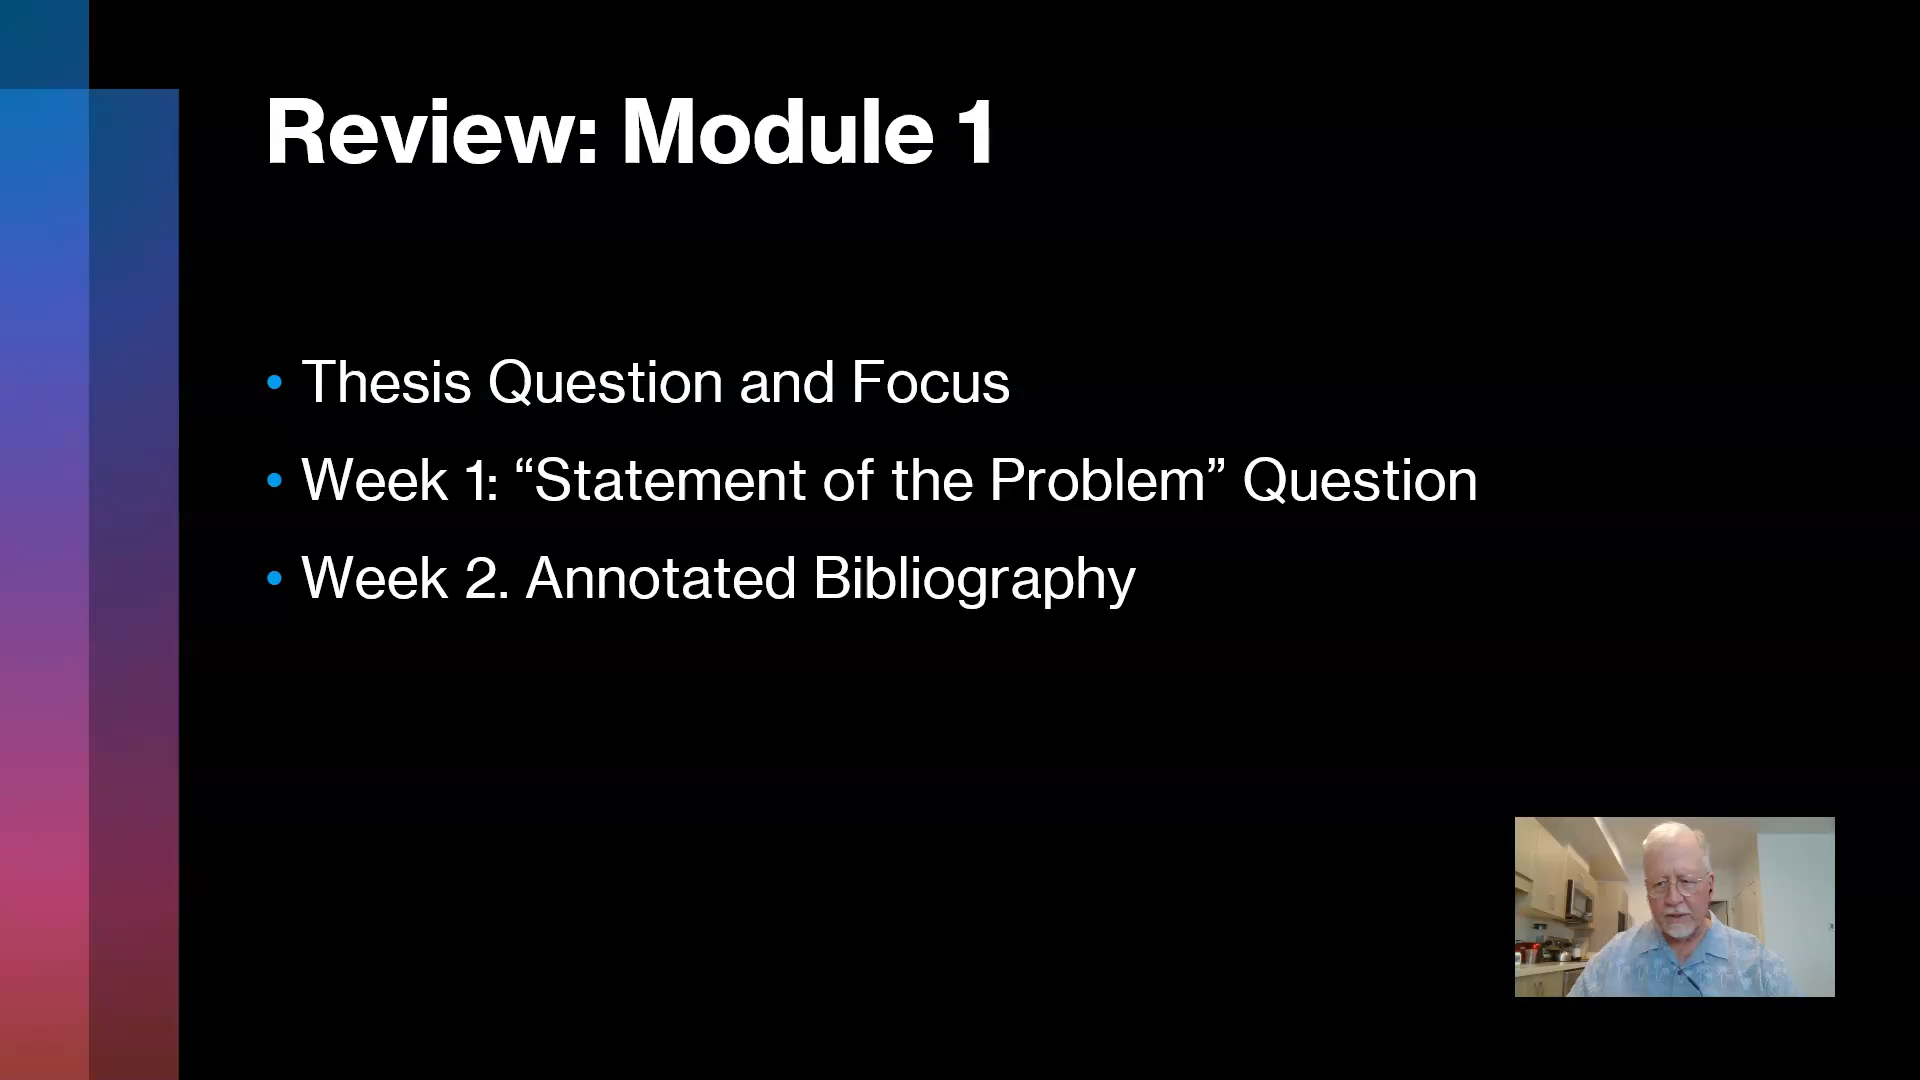 Review: Module 1
• Thesis Question and Focus
• Week 1: “Statement of the Problem” Question
• Week 2. Annotated Bibliography